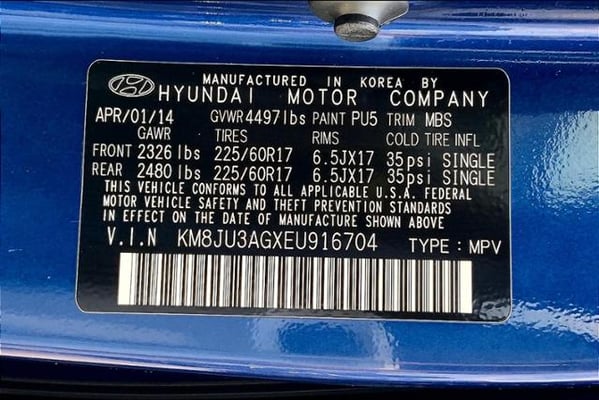 MANUFACTURED IN KOREA BY
HYUNDAI MOTOR COMPANY
APR/01/14 GVWR4497lbs PAINT PU5 TRIM MBS
GAWR TIRES RIMS COLD TIRE INFL
FRONT 2326lbs 225/60R17 6.5JX17 35psi SINGLE
REAR 2480lbs 225/60R17 6.5JX17 35psi SINGLE
THIS VEHICLE CONFORMS TO ALL APPLICABLE U.S.A. FEDERAL
MOTOR VEHICLE SAFETY AND THEFT PREVENTION STANDARDS
IN EFFECT ON THE DATE OF MANUFACTURE SHOWN ABOVE
V.I.N KM8JU3AGXEU916704 TYPE:MPV